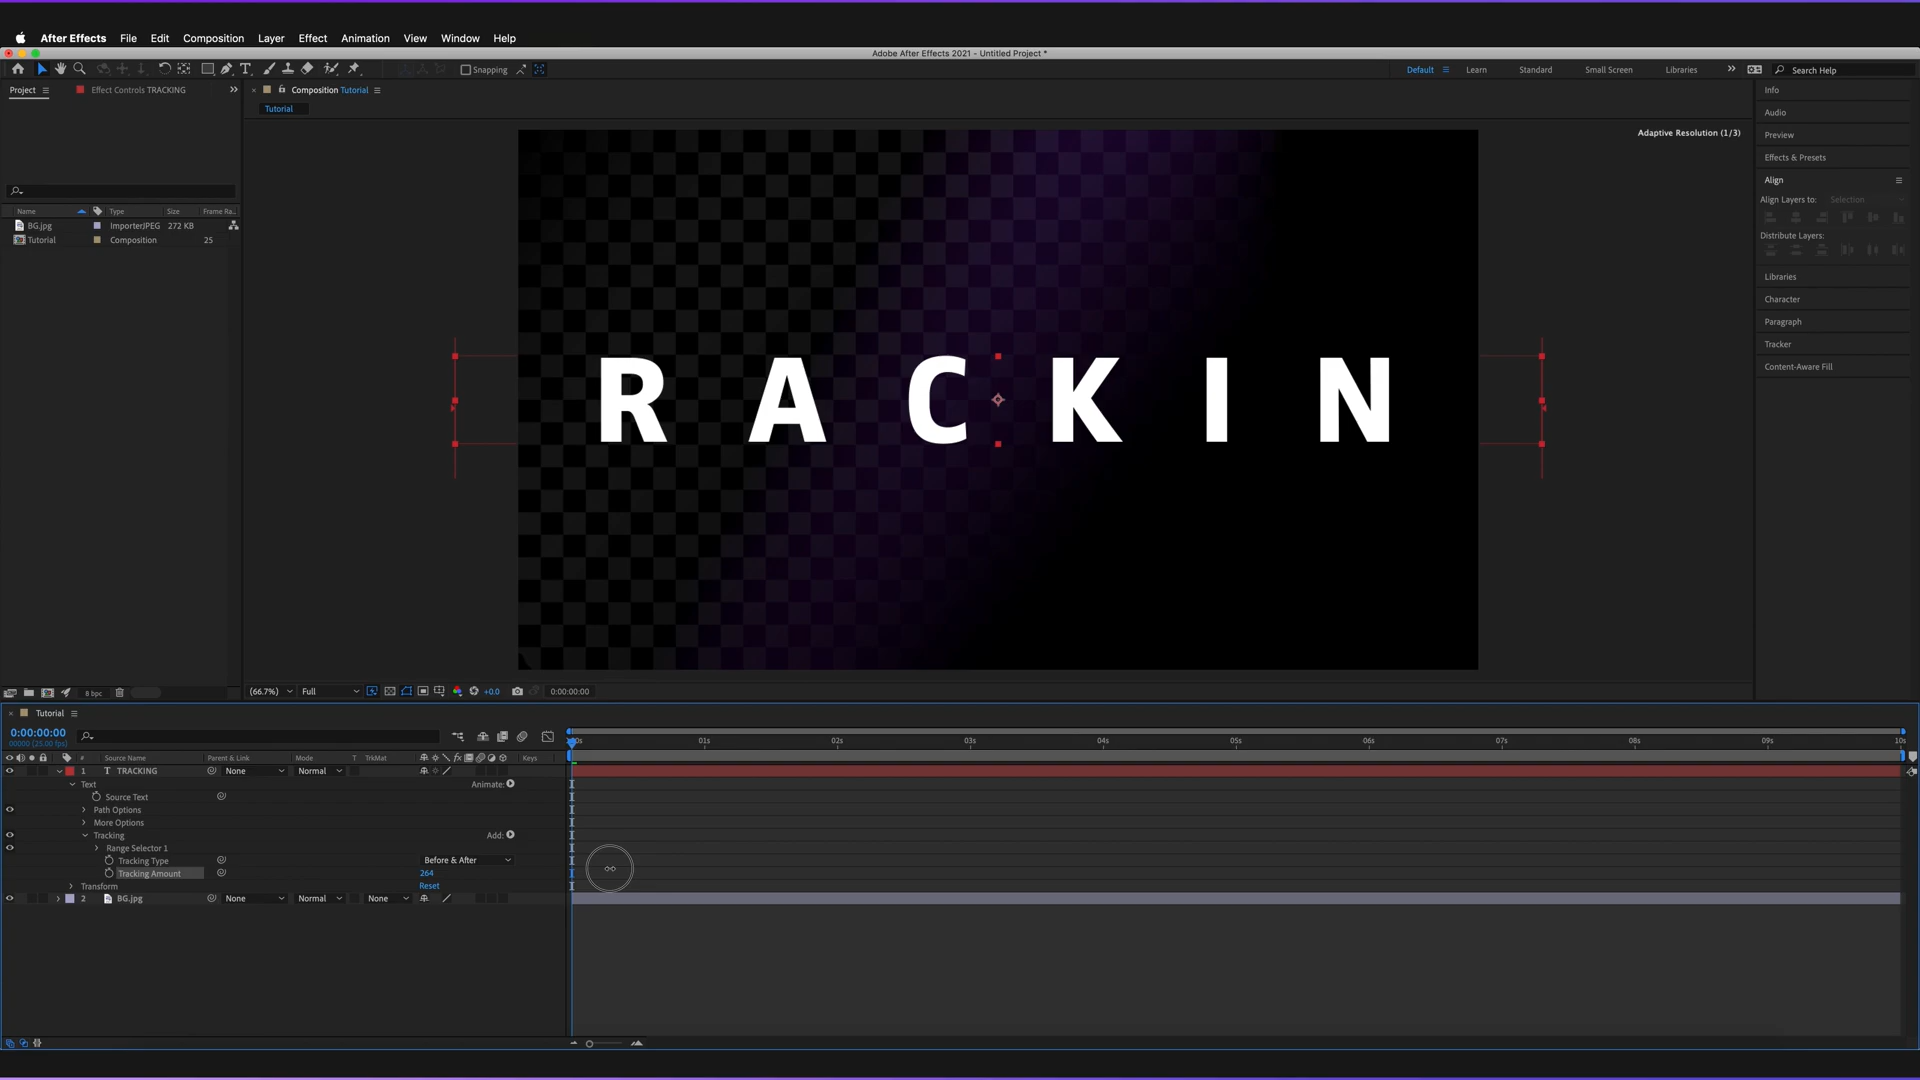 After Effects File Edit Composition Layer Effect Animation View Window Help
Adobe After Effects 2021 - Untitled Project *
Snapping Default Learn Standard Small Screen Libraries Search Help
Project Effect Controls TRACKING Composition Tutorial Info
Tutorial
Audio
Adaptive Resolution (1/3)
Preview
Effects & Presets
Align
Align Layers to: Selection
Name Type Size Frame Ra...
BG.jpg ImporterJPEG 272 KB
Tutorial Composition 25
Distribute Layers:
Libraries
Character
Paragraph
Tracker
Content-Aware Fill
RACKIN
8 bpc (66.7%) Full +0.0 0:00:00:00
Tutorial
0:00:00:00
00000 (25.00 fps)
01s 02s 03s 04s 05s 06s 07s 08s 09s 10s
# Source Name Parent & Link Mode T TrkMat fx Keys
1 T TRACKING None Normal
Text Animate:
Source Text
Path Options
More Options
Tracking Add:
Range Selector 1
Tracking Type Before & After
Tracking Amount 264
Transform Reset
2 BG.jpg None Normal None